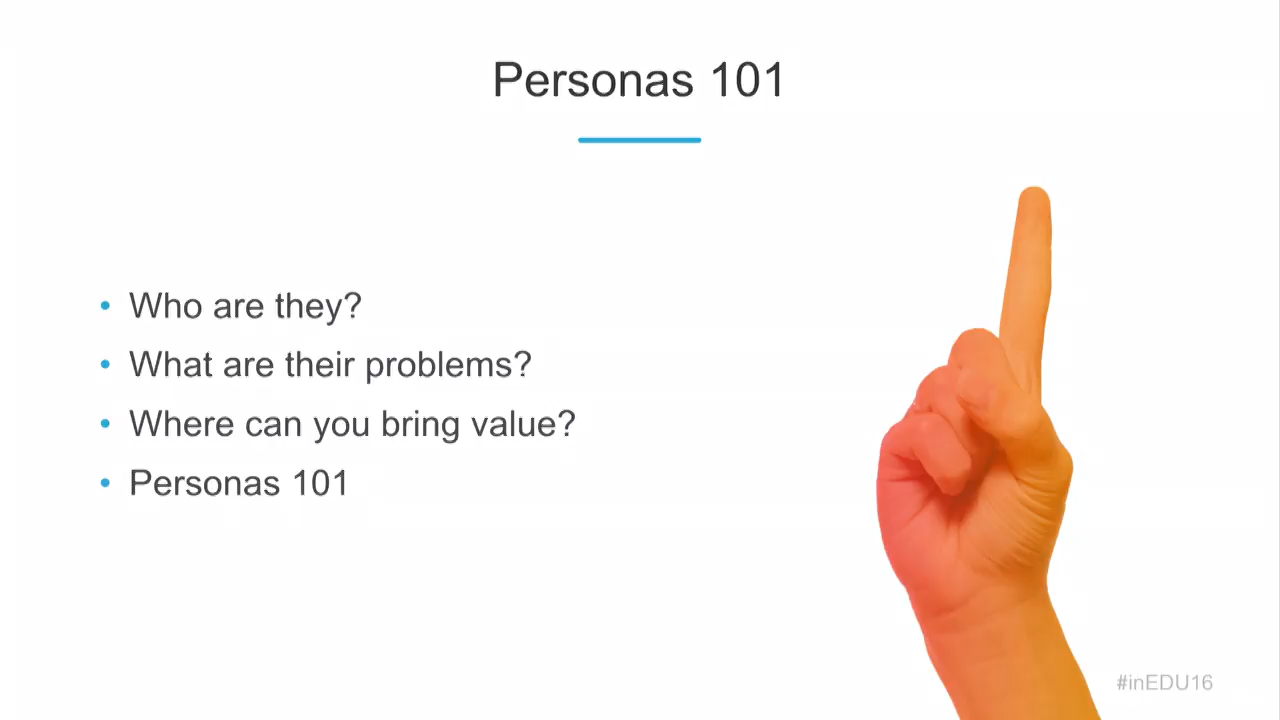 Personas 101
• Who are they?
• What are their problems?
• Where can you bring value?
• Personas 101
#inEDU16